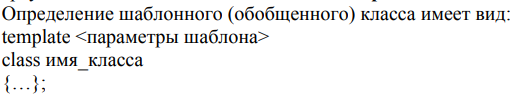 Определение шаблонного (обобщенного) класса имеет вид:
template <параметры шаблона>
class имя_класса
{…};